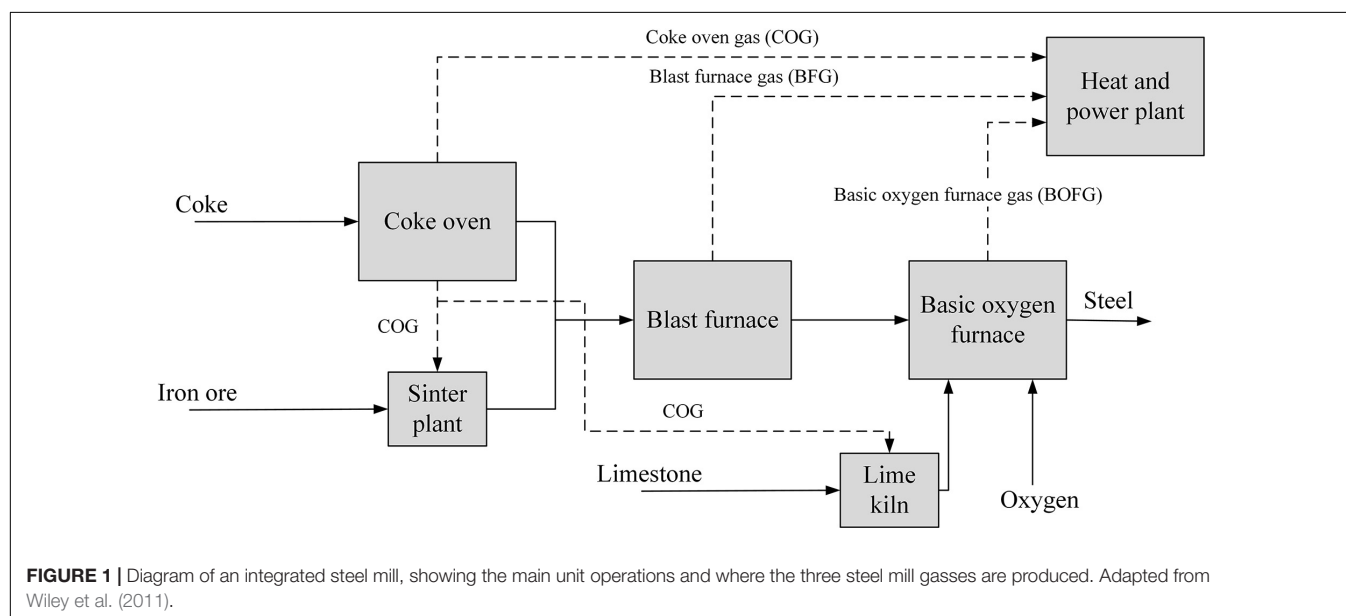 Coke oven gas (COG)
Blast furnace gas (BFG)
Heat and
power plant
Basic oxygen furnace gas (BOFG)
Coke
Coke oven
COG
Blast furnace
Basic oxygen
furnace
Steel
Iron ore
Sinter
plant
COG
Limestone
Lime
kiln
Oxygen
FIGURE 1 | Diagram of an integrated steel mill, showing the main unit operations and where the three steel mill gasses are produced. Adapted from
Wiley et al. (2011).